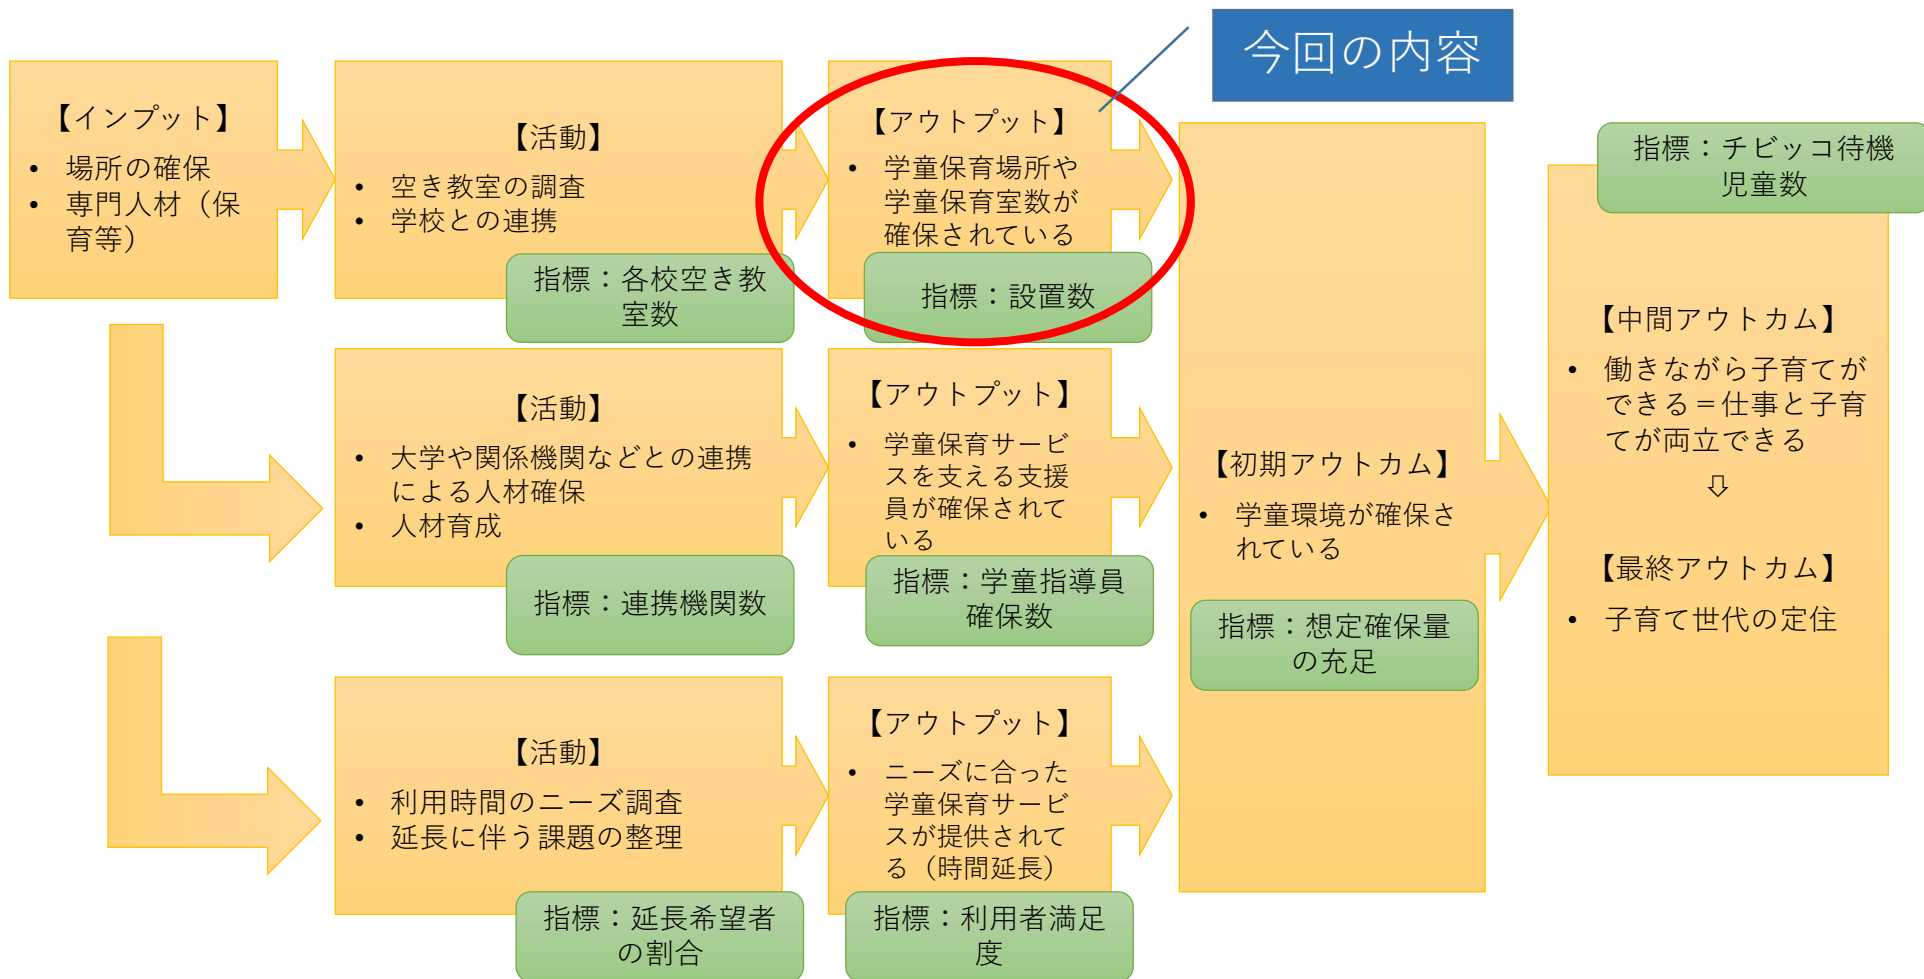 今回の内容
【インプット】
• 場所の確保
• 専門人材（保
育等）
【活動】
• 空き教室の調査
• 学校との連携
指標：各校空き教
室数
【アウトプット】
• 学童保育場所や
学童保育室数が
確保されている
指標：設置数
【活動】
• 大学や関係機関などとの連携
による人材確保
• 人材育成
指標：連携機関数
【アウトプット】
• 学童保育サービ
スを支える支援
員が確保されて
いる
指標：学童指導員
確保数
【活動】
• 利用時間のニーズ調査
• 延長に伴う課題の整理
指標：延長希望者
の割合
【アウトプット】
• ニーズに合った
学童保育サービ
スが提供されて
る（時間延長）
指標：利用者満足
度
【初期アウトカム】
• 学童環境が確保さ
れている
指標：想定確保量
の充足
指標：チビッコ待機
児童数
【中間アウトカム】
• 働きながら子育てが
できる＝仕事と子育
てが両立できる
⇩
【最終アウトカム】
• 子育て世代の定住